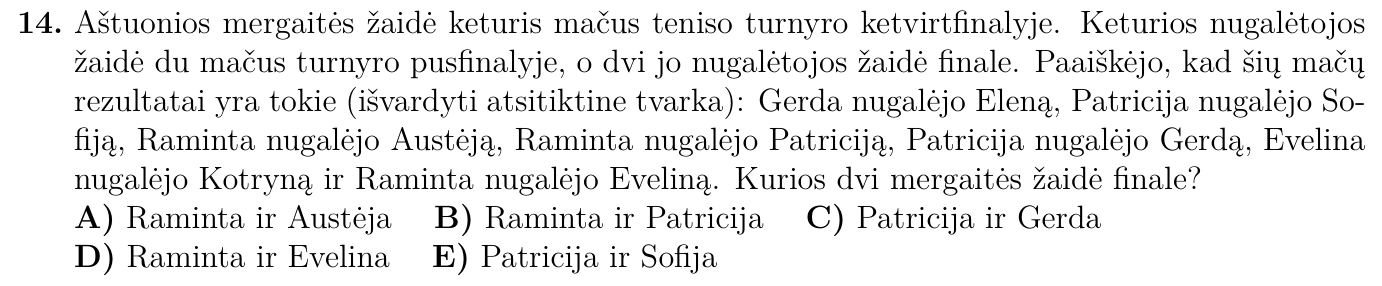 14. Aštuonios mergaitės žaidė keturis mačus teniso turnyro ketvirtfinalyje. Keturios nugalėtojos
žaidė du mačus turnyro pusfinalyje, o dvi jo nugalėtojos žaidė finale. Paaiškėjo, kad šių mačų
rezultatai yra tokie (išvardyti atsitiktine tvarka): Gerda nugalėjo Eleną, Patricija nugalėjo So-
fiją, Raminta nugalėjo Austėją, Raminta nugalėjo Patriciją, Patricija nugalėjo Gerdą, Evelina
nugalėjo Kotryną ir Raminta nugalėjo Eveliną. Kurios dvi mergaitės žaidė finale?
A) Raminta ir Austėja B) Raminta ir Patricija C) Patricija ir Gerda
D) Raminta ir Evelina E) Patricija ir Sofija